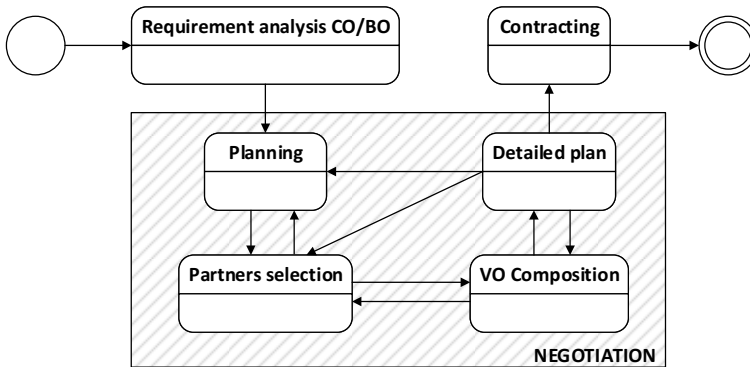 Requirement analysis CO/BO
Contracting
Planning
Detailed plan
Partners selection
VO Composition
NEGOTIATION